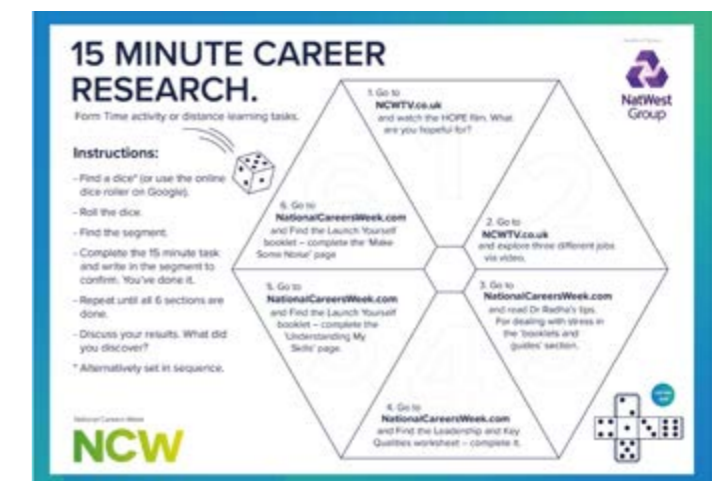 15 MINUTE CAREER
RESEARCH.
Form Time activity or distance learning tasks.
Instructions:
- Find a dice* (or use the online
dice roller on Google).
- Roll the dice.
- Find the segment.
- Complete the 15 minute task
and write in the segment to
confirm. You've done it.
- Repeat until all 6 sections are
done.
- Discuss your results. What did
you discover?
* Alternatively set in sequence.
National Careers Week
NCW
NatWest
Group
1. Go to
NCWTV.co.uk
and watch the HOPE film. What
are you hopeful for?
2. Go to
NCWTV.co.uk
and explore three different jobs
via video.
3. Go to
NationalCareersWeek.com
and read Dr Radha's tips.
For dealing with stress in
the 'booklets and
guides' section.
4. Go to
NationalCareersWeek.com
and Find the Leadership and Key
Qualities worksheet – complete it.
5. Go to
NationalCareersWeek.com
and Find the Launch Yourself
booklet – complete the
'Understanding My
Skills' page.
6. Go to
NationalCareersWeek.com
and Find the Launch Yourself
booklet – complete the 'Make
Some Noise' page